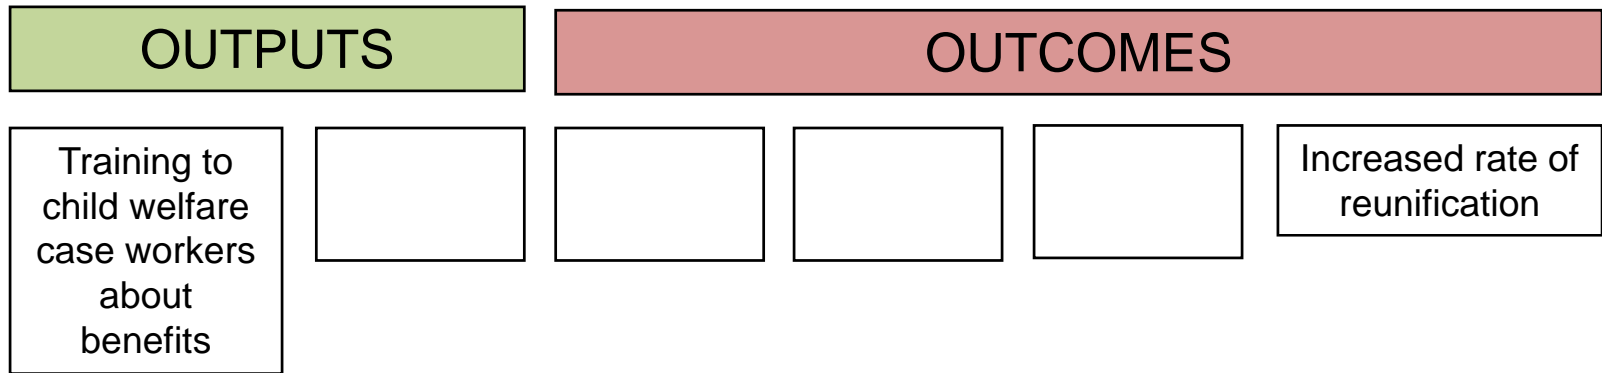 OUTPUTS
OUTCOMES
Training to
child welfare
case workers
about
benefits
Increased rate of
reunification